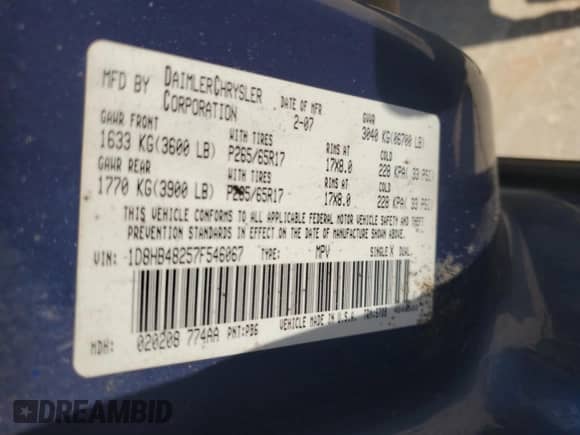 MFD BY DAIMLERCHRYSLER CORPORATION DATE OF MFR 2-07 GVWR 3040 KG(06700 LB)
GAWR FRONT WITH TIRES RIMS AT COLD
1633 KG(3600 LB) P265/65R17 17X8.0 228 KPA( 33 PSI)
GAWR REAR WITH TIRES RIMS AT COLD
1770 KG(3900 LB) P265/65R17 17X8.0 228 KPA( 33 PSI)
THIS VEHICLE CONFORMS TO ALL APPLICABLE FEDERAL MOTOR VEHICLE SAFETY AND THEFT
PREVENTION STANDARDS IN EFFECT ON THE DATE OF MANUFACTURE SHOWN ABOVE
VIN: 1D8HB48257F546067 TYPE: MPV SINGLE X DUAL
MDH: 020208 774AA PNT:PB6 VEHICLE MADE IN U.S.A.
DREAMBID